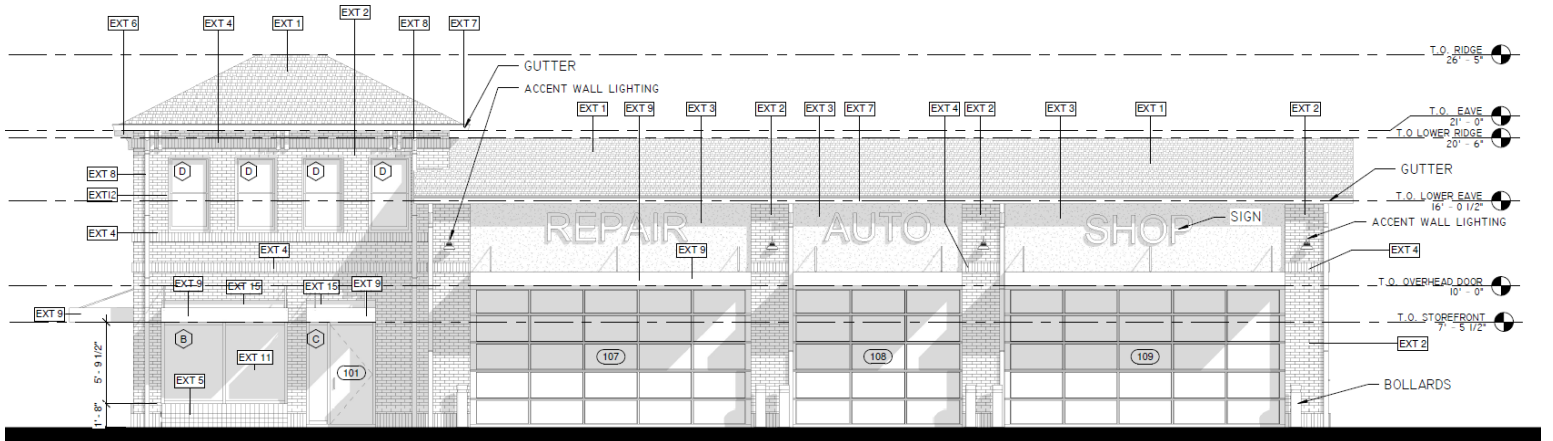 EXT 6
EXT 4
EXT 1
EXT 2
EXT 8
EXT 7
GUTTER
ACCENT WALL LIGHTING
T.O. RIDGE
26' - 5"
EXT 1
EXT 9
EXT 3
EXT 2
EXT 3
EXT 7
EXT 4
EXT 2
EXT 3
EXT 1
EXT 2
T.O. EAVE
21' - 0"
T.O LOWER RIDGE
20' - 6"
D
D
D
D
EXT 8
EXT12
GUTTER
T.O. LOWER EAVE
16' - 0 1/2"
REPAIR
AUTO
SHOP
SIGN
ACCENT WALL LIGHTING
EXT 4
EXT 4
EXT 9
EXT 4
EXT 9
EXT 15
EXT 15
EXT 9
T.O. OVERHEAD DOOR
10' - 0"
EXT 9
T.O. STOREFRONT
7' - 5 1/2"
B
C
EXT 2
5' - 9 1/2"
EXT 11
107
108
109
EXT 5
101
BOLLARDS
1' - 8"